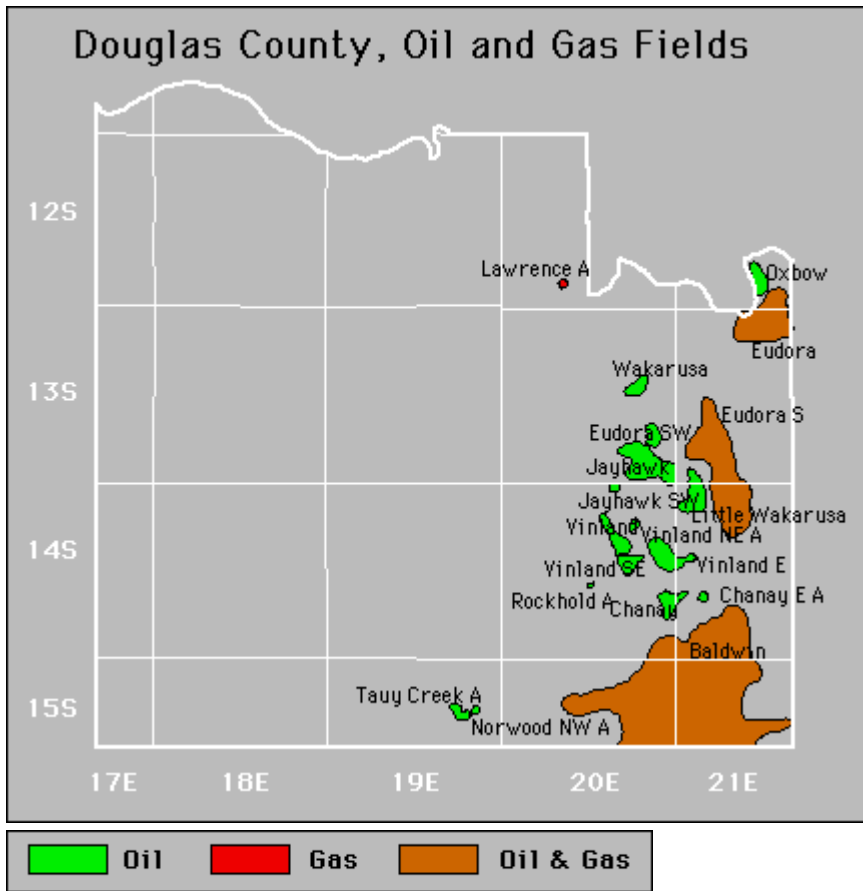 Douglas County, Oil and Gas Fields
12S
Lawrence A
Oxbow
Eudora
Wakarusa
13S
Eudora S
Eudora SW
Jayhawk
Jayhawk SW
Little Wakarusa
Vinland
Vinland NE A
14S
Vinland SE
Vinland E
Rockhold A
Chanay
Chanay E A
Baldwin
Tauy Creek A
15S
Norwood NW A
17E 18E 19E 20E 21E
Oil Gas Oil & Gas